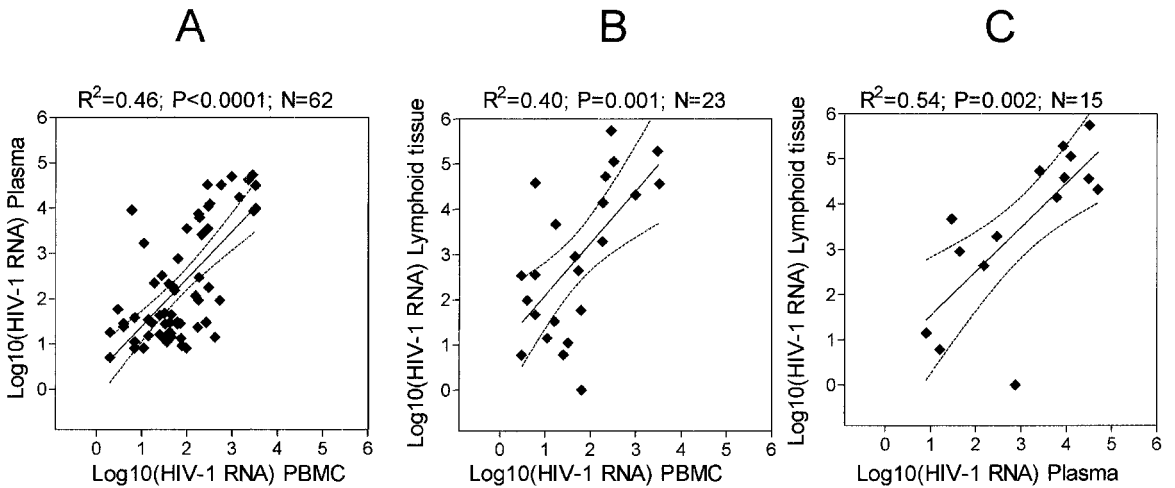 A B C
R²=0.46; P<0.0001; N=62
R²=0.40; P=0.001; N=23
R²=0.54; P=0.002; N=15
Log10(HIV-1 RNA) Plasma
6
5
4
3
2
1
0
0 1 2 3 4 5 6
Log10(HIV-1 RNA) PBMC
Log10(HIV-1 RNA) Lymphoid tissue
6
5
4
3
2
1
0
0 1 2 3 4 5 6
Log10(HIV-1 RNA) PBMC
Log10(HIV-1 RNA) Lymphoid tissue
6
5
4
3
2
1
0
0 1 2 3 4 5 6
Log10(HIV-1 RNA) Plasma